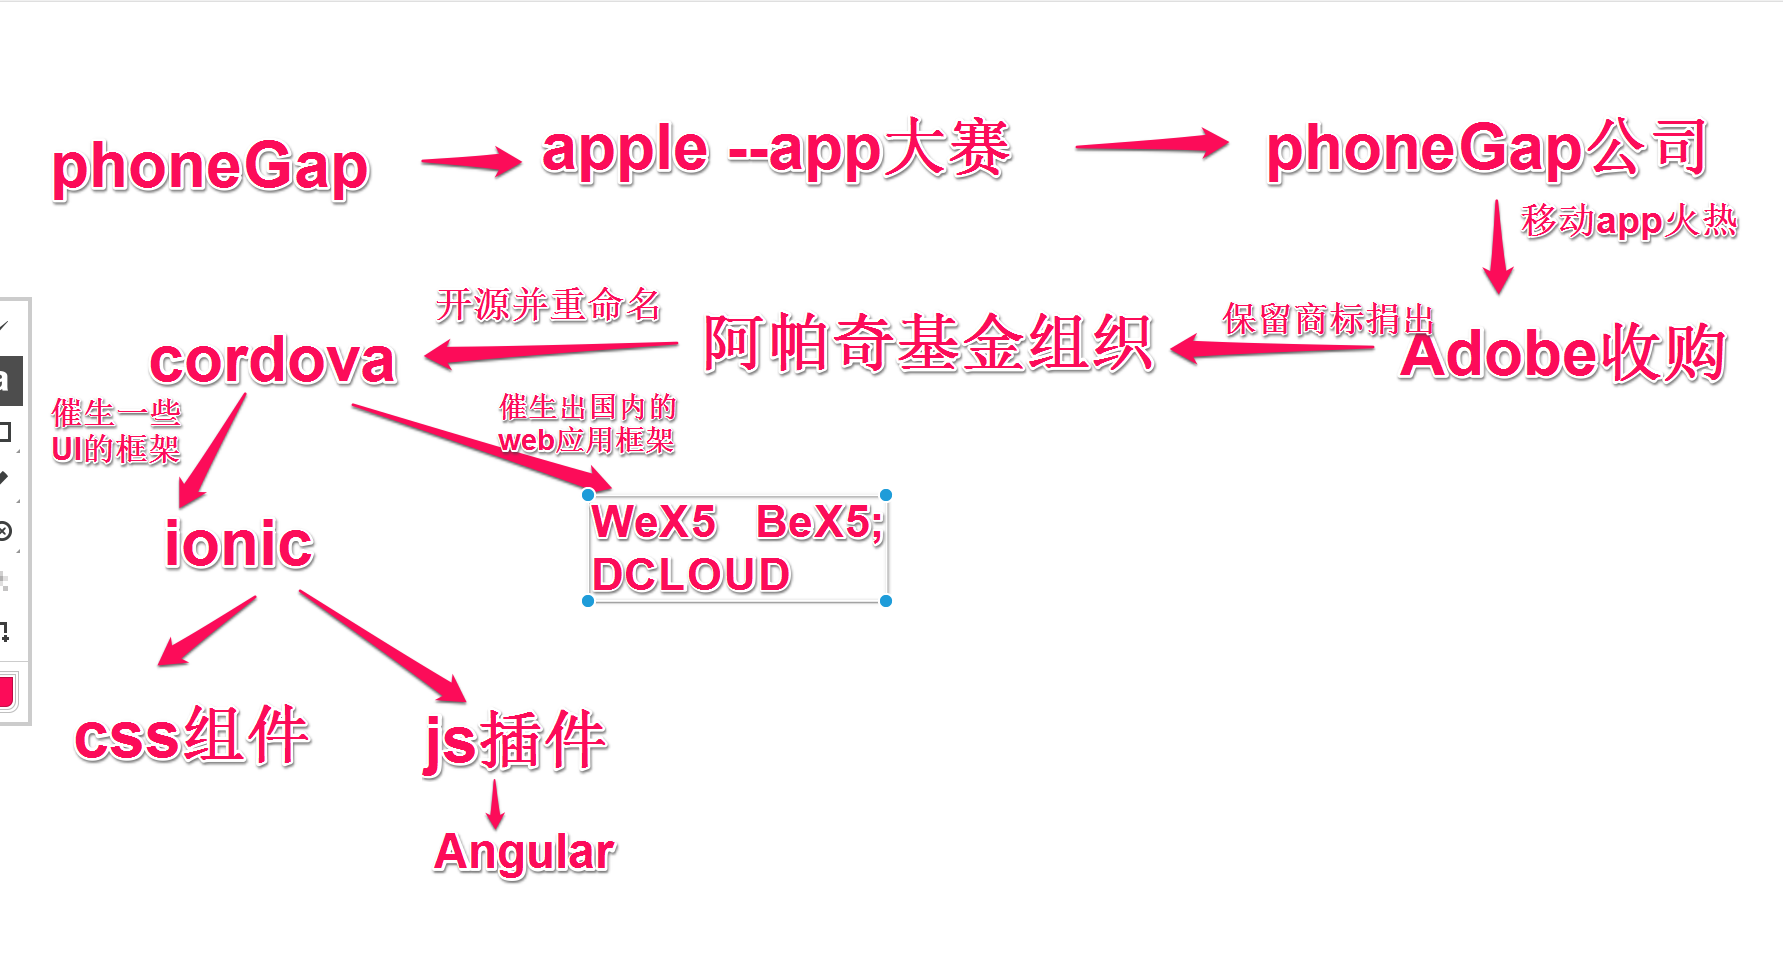 phoneGap
apple --app大赛
phoneGap公司
移动app火热
Adobe收购
保留商标捐出
阿帕奇基金组织
开源并重命名
cordova
催生一些
UI的框架
催生出国内的
web应用框架
ionic
WeX5 BeX5;
DCLOUD
css组件
js插件
Angular